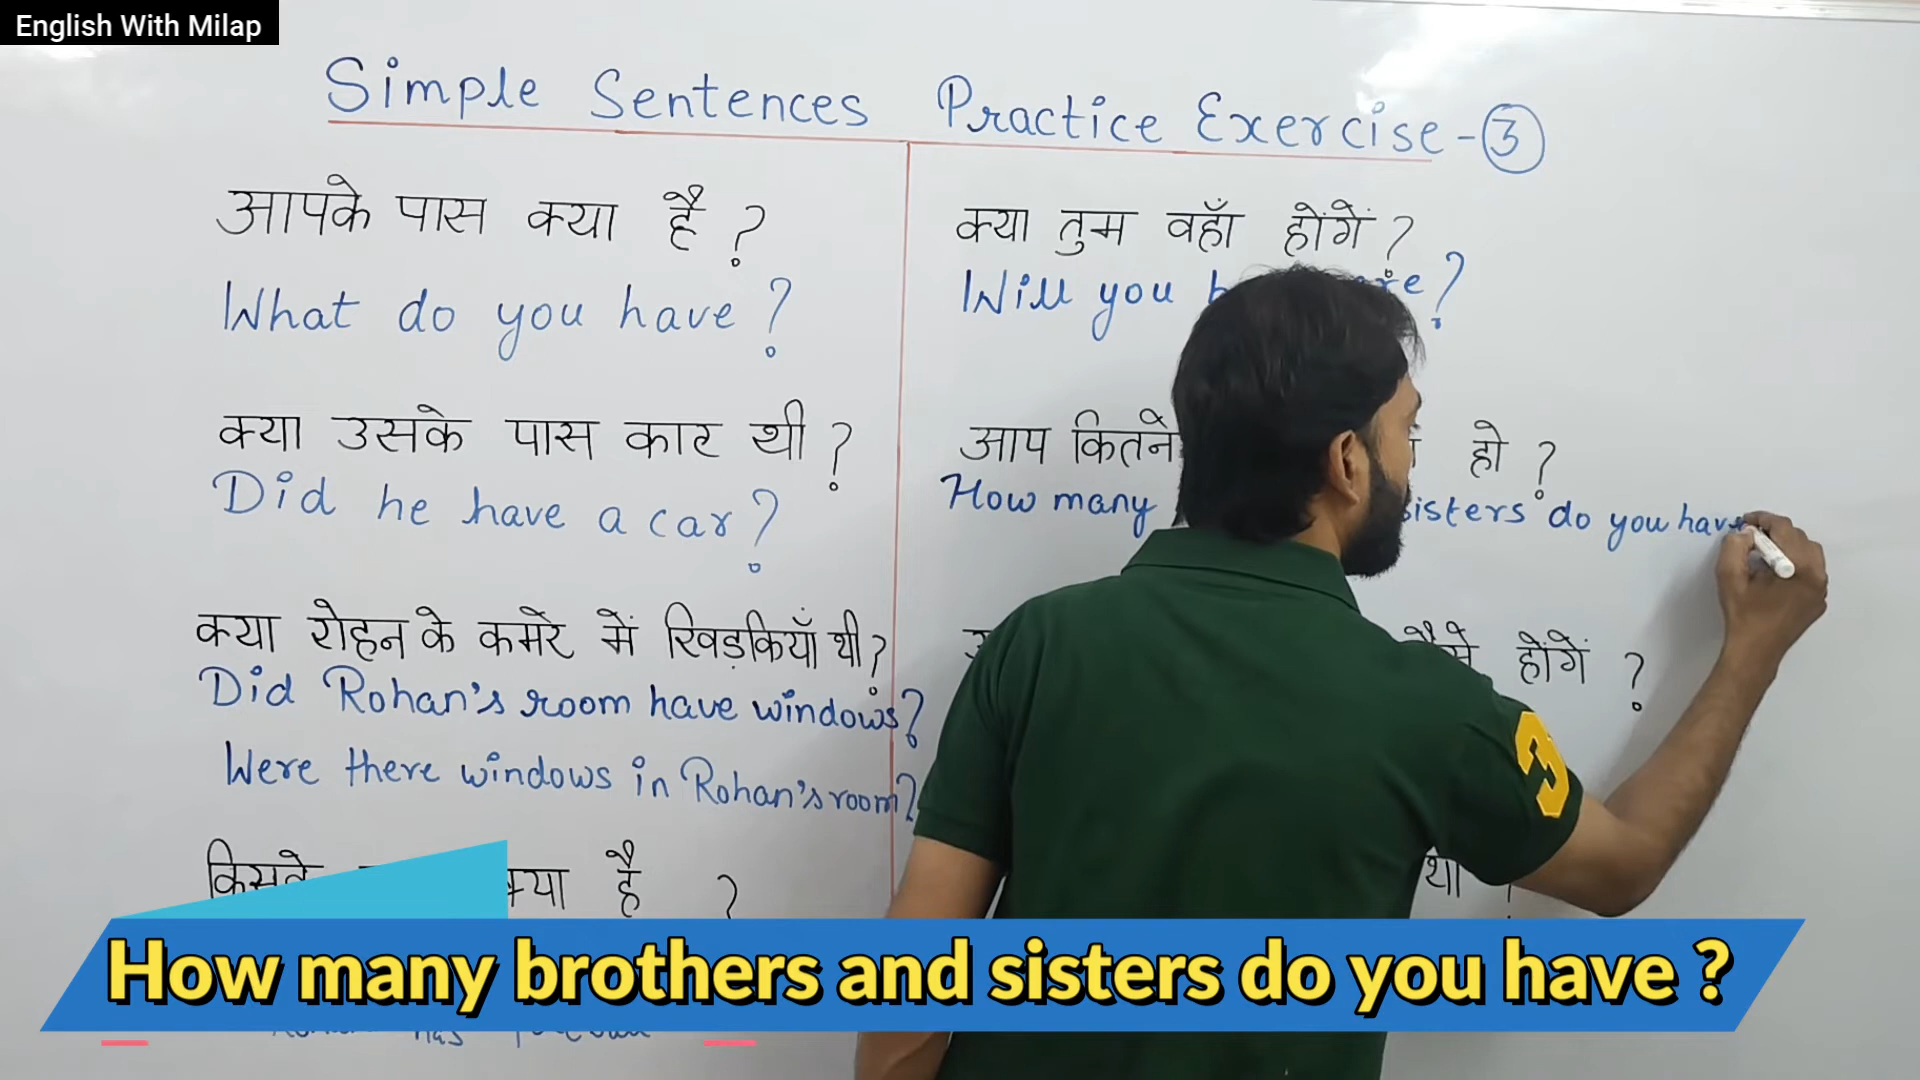 English With Milap
Simple Sentences Practice Exercise - 3
आपके पास क्या है ?
What do you have ?
क्या उसके पास कार थी ?
Did he have a car ?
क्या रोहन के कमरे में खिड़कियाँ थी ?
Did Rohan's room have windows ?
Were there windows in Rohan's room ?
क्या है ?
क्या तुम वहाँ होंगें ?
Will you ?
आप कितने हो ?
How many sisters do you have
होंगें ?
How many brothers and sisters do you have ?